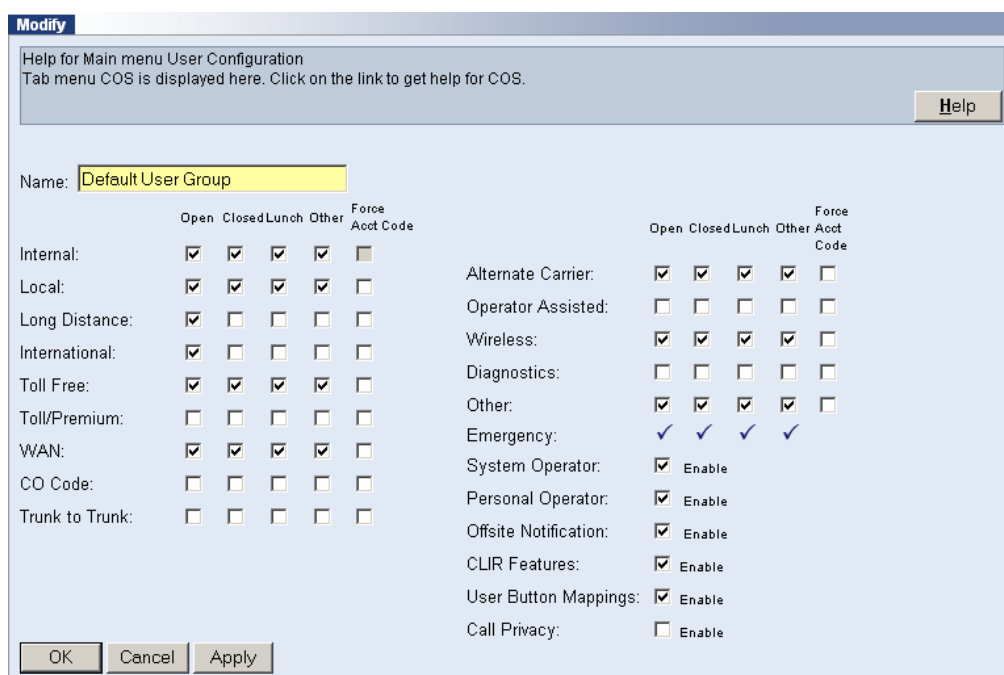 Modify
Help for Main menu User Configuration
Tab menu COS is displayed here. Click on the link to get help for COS.
Help
Name: Default User Group
Open Closed Lunch Other Force Acct Code
Internal:
Local:
Long Distance:
International:
Toll Free:
Toll/Premium:
WAN:
CO Code:
Trunk to Trunk:
Open Closed Lunch Other Force Acct Code
Alternate Carrier:
Operator Assisted:
Wireless:
Diagnostics:
Other:
Emergency:
System Operator: Enable
Personal Operator: Enable
Offsite Notification: Enable
CLIR Features: Enable
User Button Mappings: Enable
Call Privacy: Enable
OK Cancel Apply